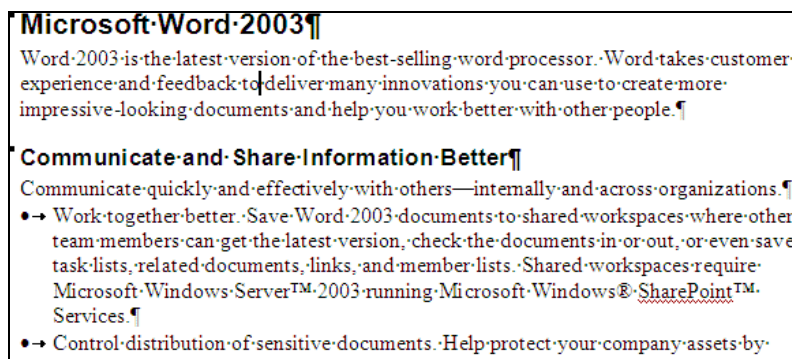 Microsoft·Word·2003¶
Word·2003·is·the·latest·version·of·the·best-selling·word·processor.·Word·takes·customer·
experience·and·feedback·to·deliver·many·innovations·you·can·use·to·create·more·
impressive-looking·documents·and·help·you·work·better·with·other·people.¶
Communicate·and·Share·Information·Better¶
Communicate·quickly·and·effectively·with·others—internally·and·across·organizations.¶
●→Work·together·better.·Save·Word·2003·documents·to·shared·workspaces·where·other
team·members·can·get·the·latest·version,·check·the·documents·in·or·out,·or·even·save
task·lists,·related·documents,·links,·and·member·lists.·Shared·workspaces·require·
Microsoft·Windows·Server™·2003·running·Microsoft·Windows®·SharePoint™·
Services.¶
●→Control·distribution·of·sensitive·documents.·Help·protect·your·company·assets·by·